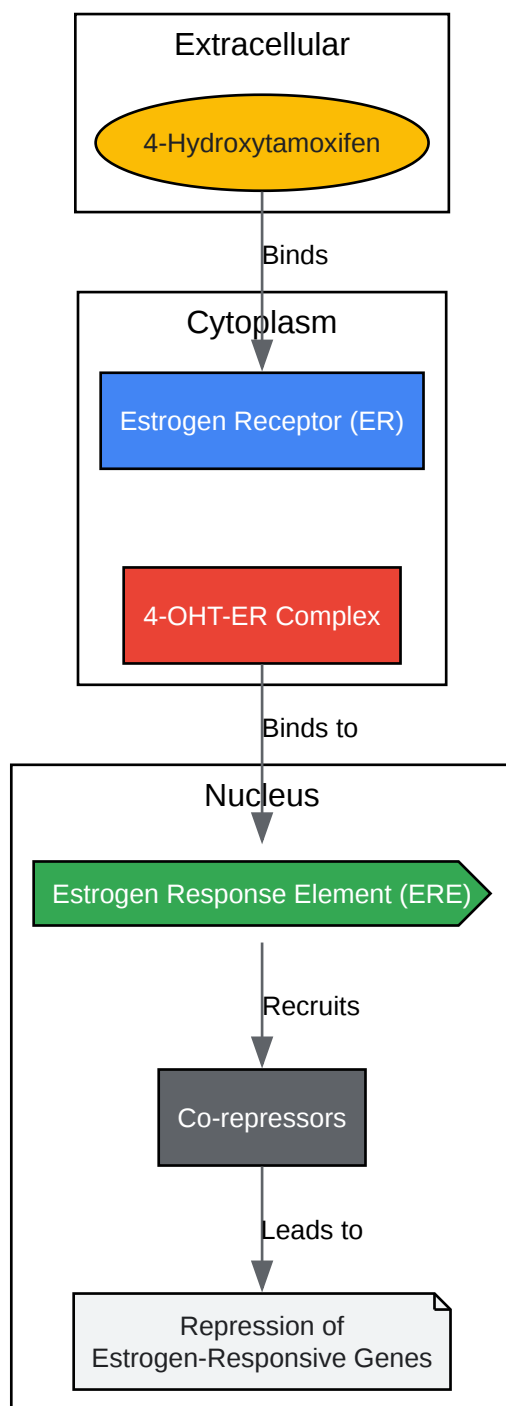 Extracellular
4-Hydroxytamoxifen
Binds
Cytoplasm
Estrogen Receptor (ER)
4-OHT-ER Complex
Binds to
Nucleus
Estrogen Response Element (ERE)
Recruits
Co-repressors
Leads to
Repression of
Estrogen-Responsive Genes